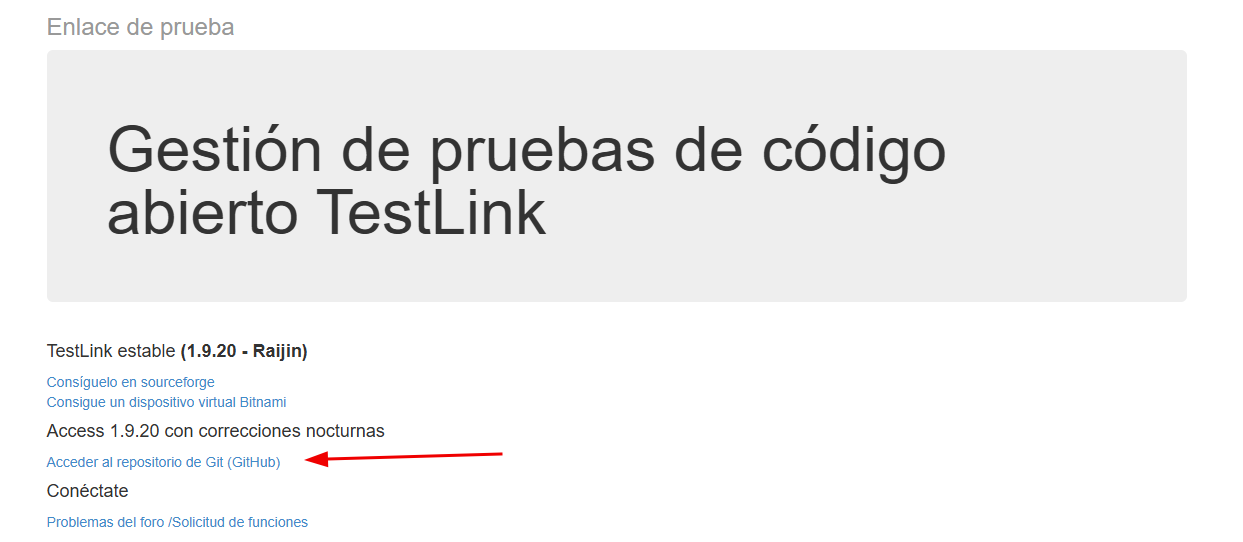 Enlace de prueba
Gestión de pruebas de código
abierto TestLink
TestLink estable (1.9.20 - Raijin)
Consíguelo en sourceforge
Consigue un dispositivo virtual Bitnami
Access 1.9.20 con correcciones nocturnas
Acceder al repositorio de Git (GitHub)
Conéctate
Problemas del foro /Solicitud de funciones